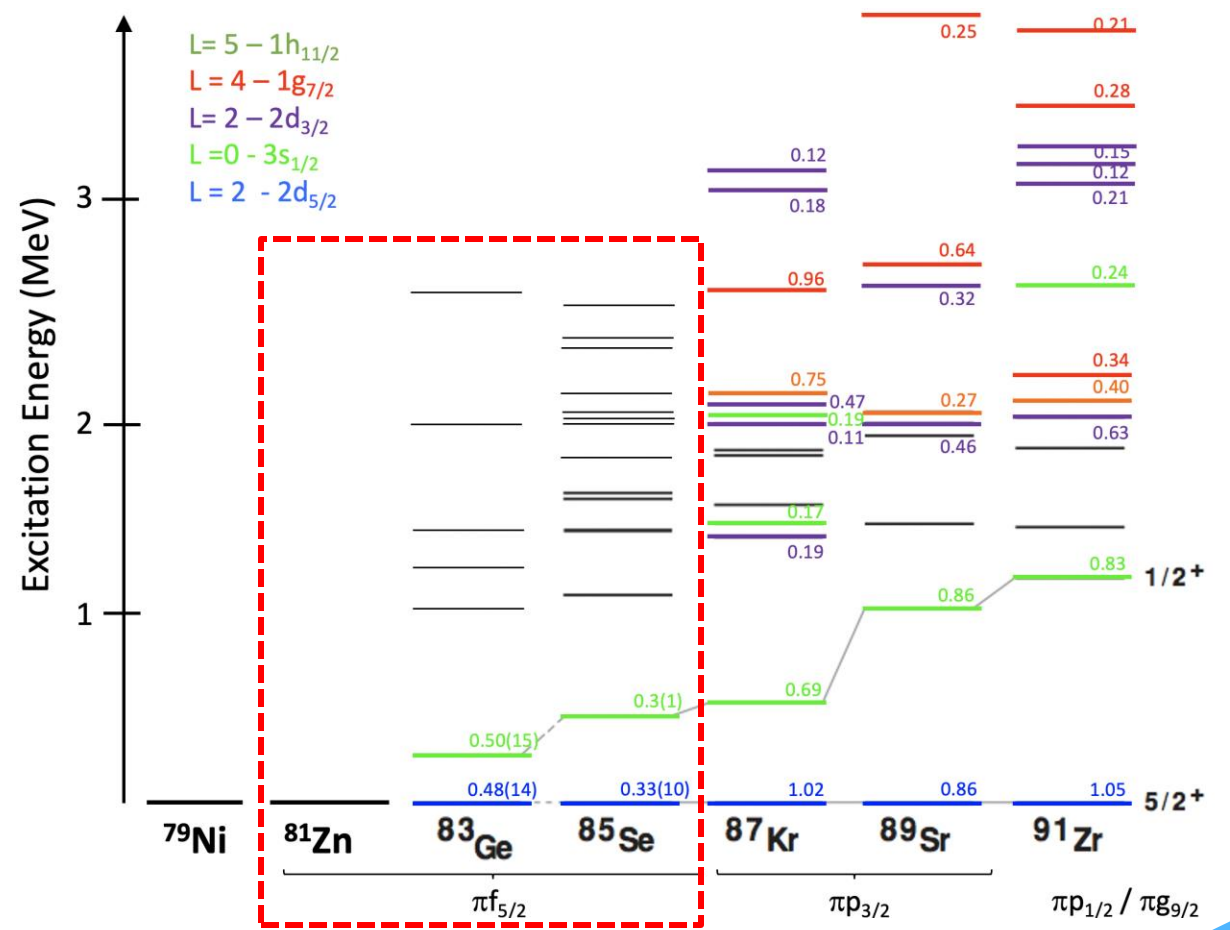 Excitation Energy (MeV)
3
2
1
L= 5 – 1h11/2
L = 4 – 1g7/2
L= 2 – 2d3/2
L =0 - 3s1/2
L = 2 - 2d5/2
0.50(15)
0.48(14)
0.3(1)
0.33(10)
0.12
0.18
0.96
0.75
0.47
0.19
0.11
0.17
0.19
0.69
1.02
0.25
0.64
0.32
0.27
0.46
0.86
0.86
0.21
0.28
0.15
0.12
0.21
0.24
0.34
0.40
0.63
0.83
1.05
1/2+
5/2+
79Ni
81Zn
83Ge
85Se
87Kr
89Sr
91Zr
πf5/2
πp3/2
πp1/2 / πg9/2